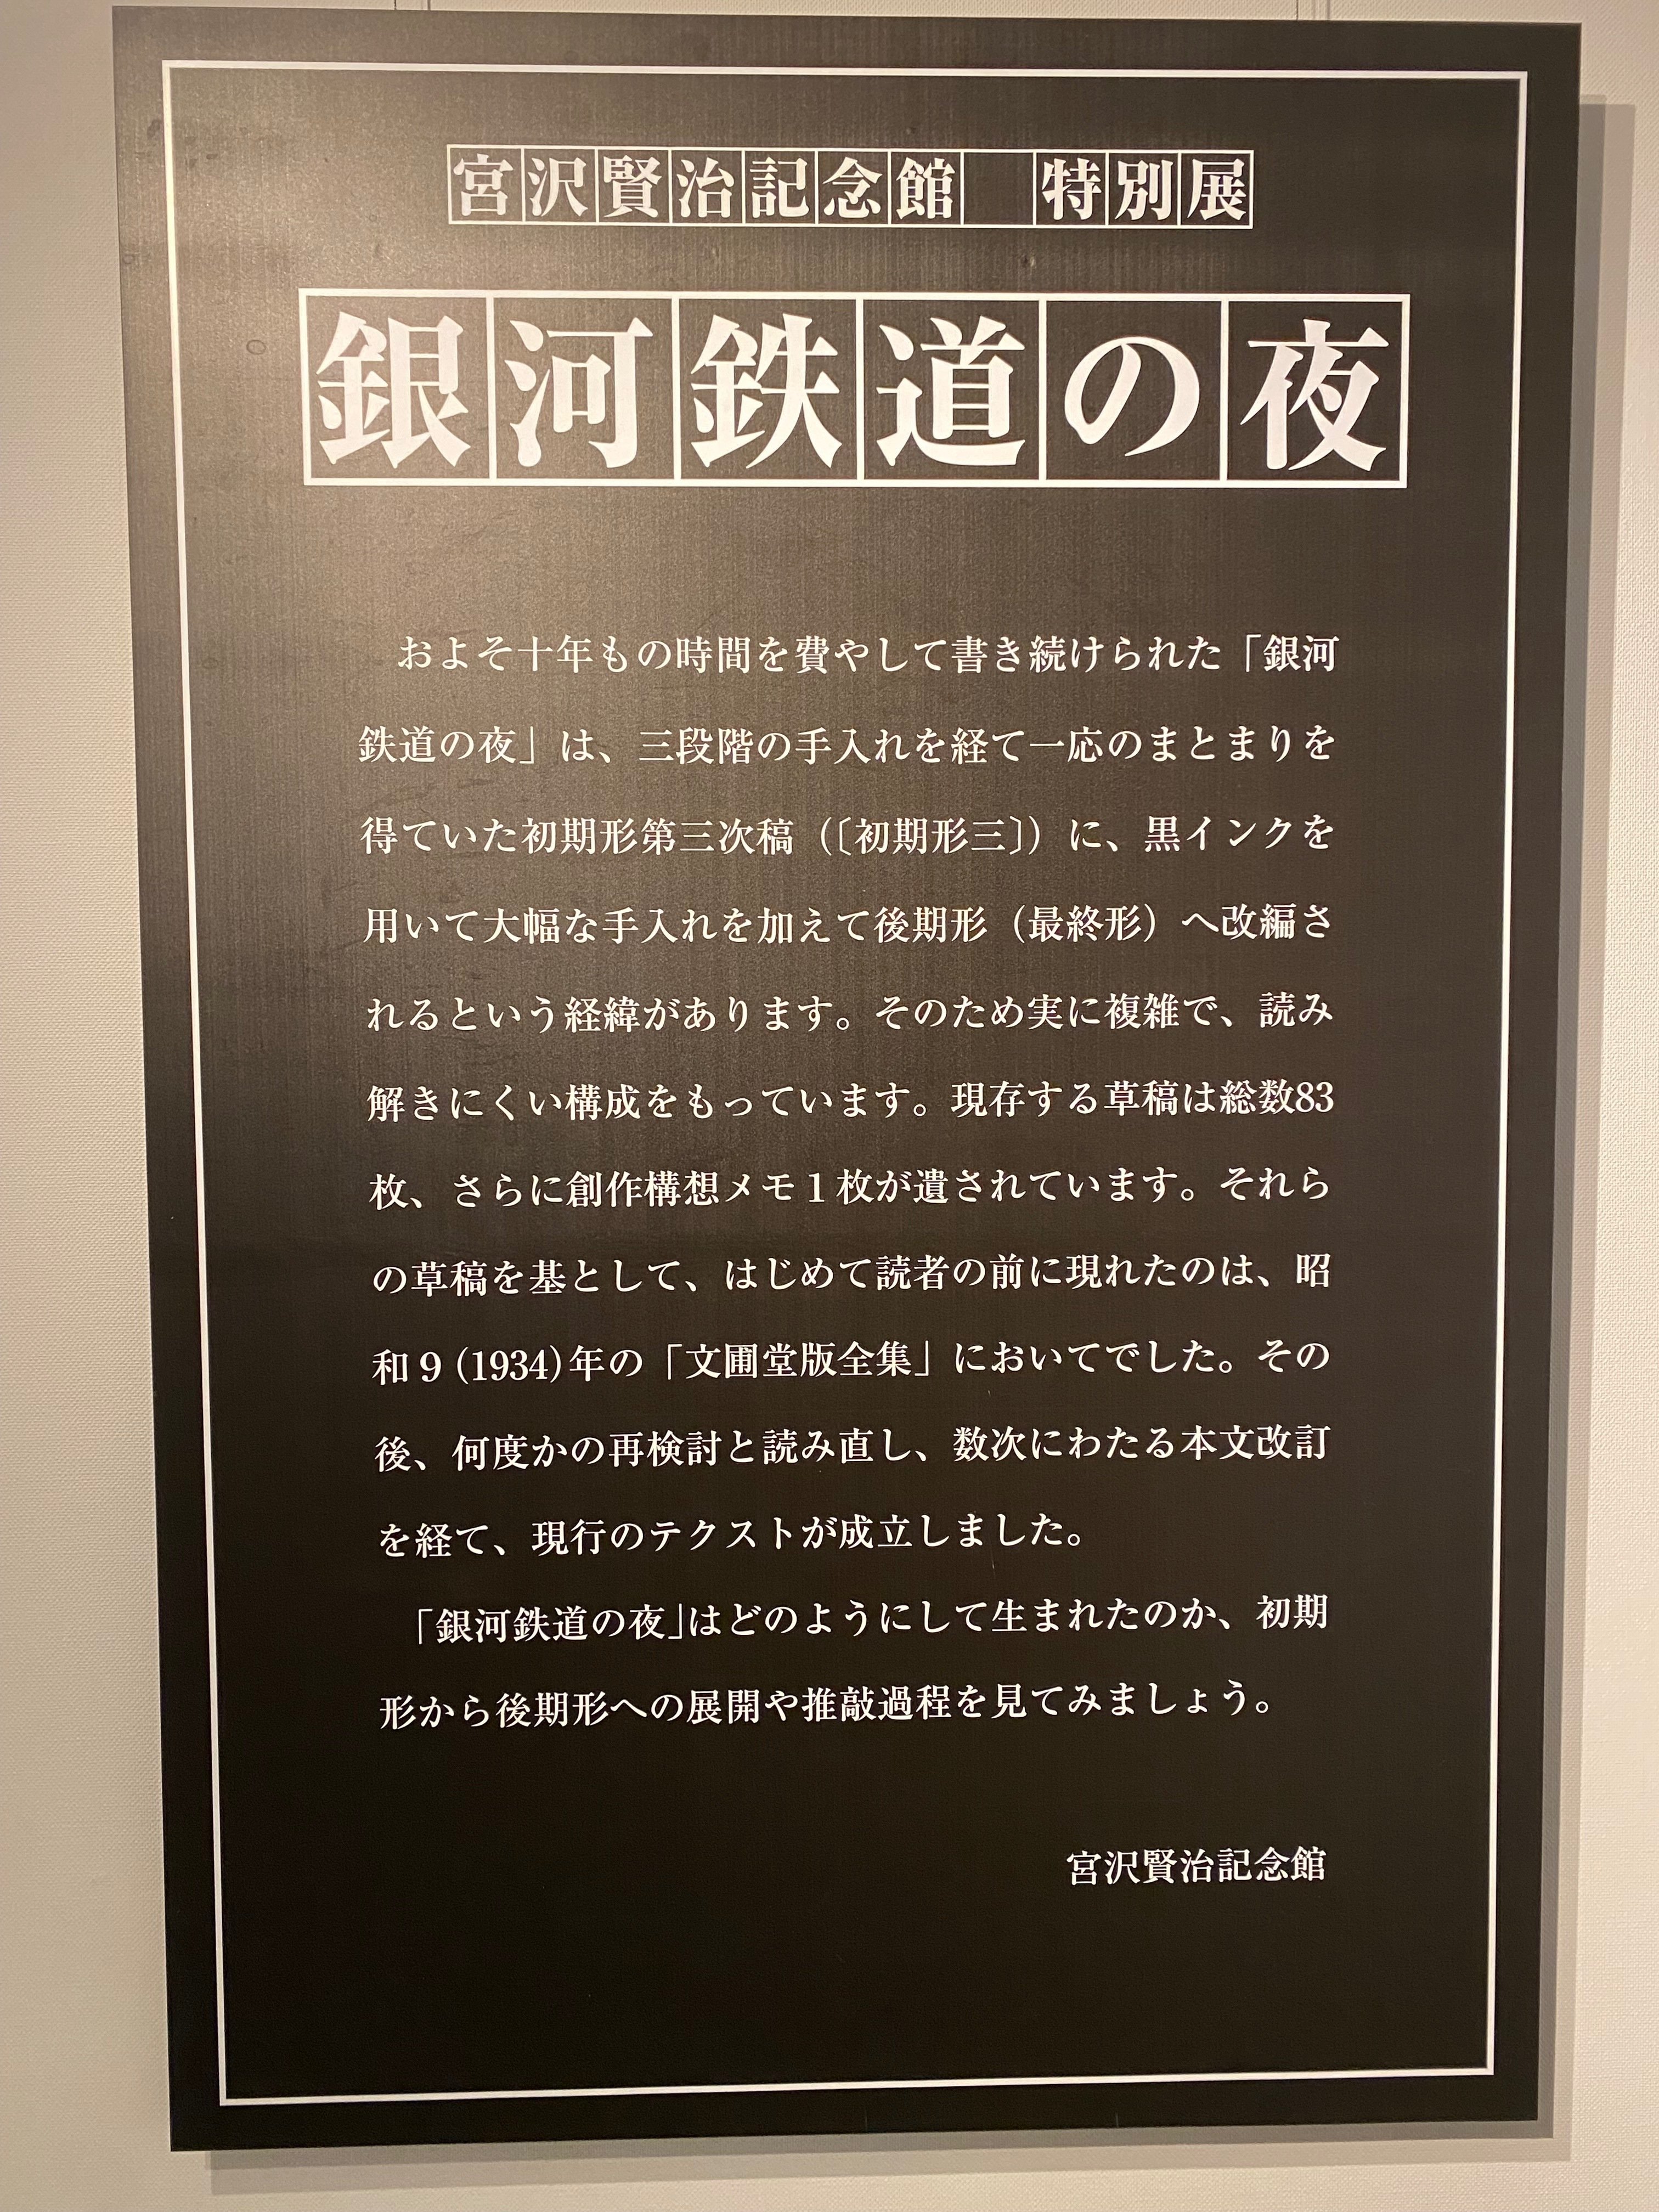 宮沢賢治記念館　特別展
銀河鉄道の夜
　およそ十年もの時間を費やして書き続けられた「銀河
鉄道の夜」は、三段階の手入れを経て一応のまとまりを
得ていた初期形第三次稿（〔初期形三〕）に、黒インクを
用いて大幅な手入れを加えて後期形（最終形）へ改編さ
れるという経緯があります。そのため実に複雑で、読み
解きにくい構成をもっています。現存する草稿は総数83
枚、さらに創作構想メモ１枚が遺されています。それら
の草稿を基として、はじめて読者の前に現れたのは、昭
和９(1934)年の「文圃堂版全集」においてでした。その
後、何度かの再検討と読み直し、数次にわたる本文改訂
を経て、現行のテクストが成立しました。
　「銀河鉄道の夜」はどのようにして生まれたのか、初期
形から後期形への展開や推敲過程を見てみましょう。
宮沢賢治記念館